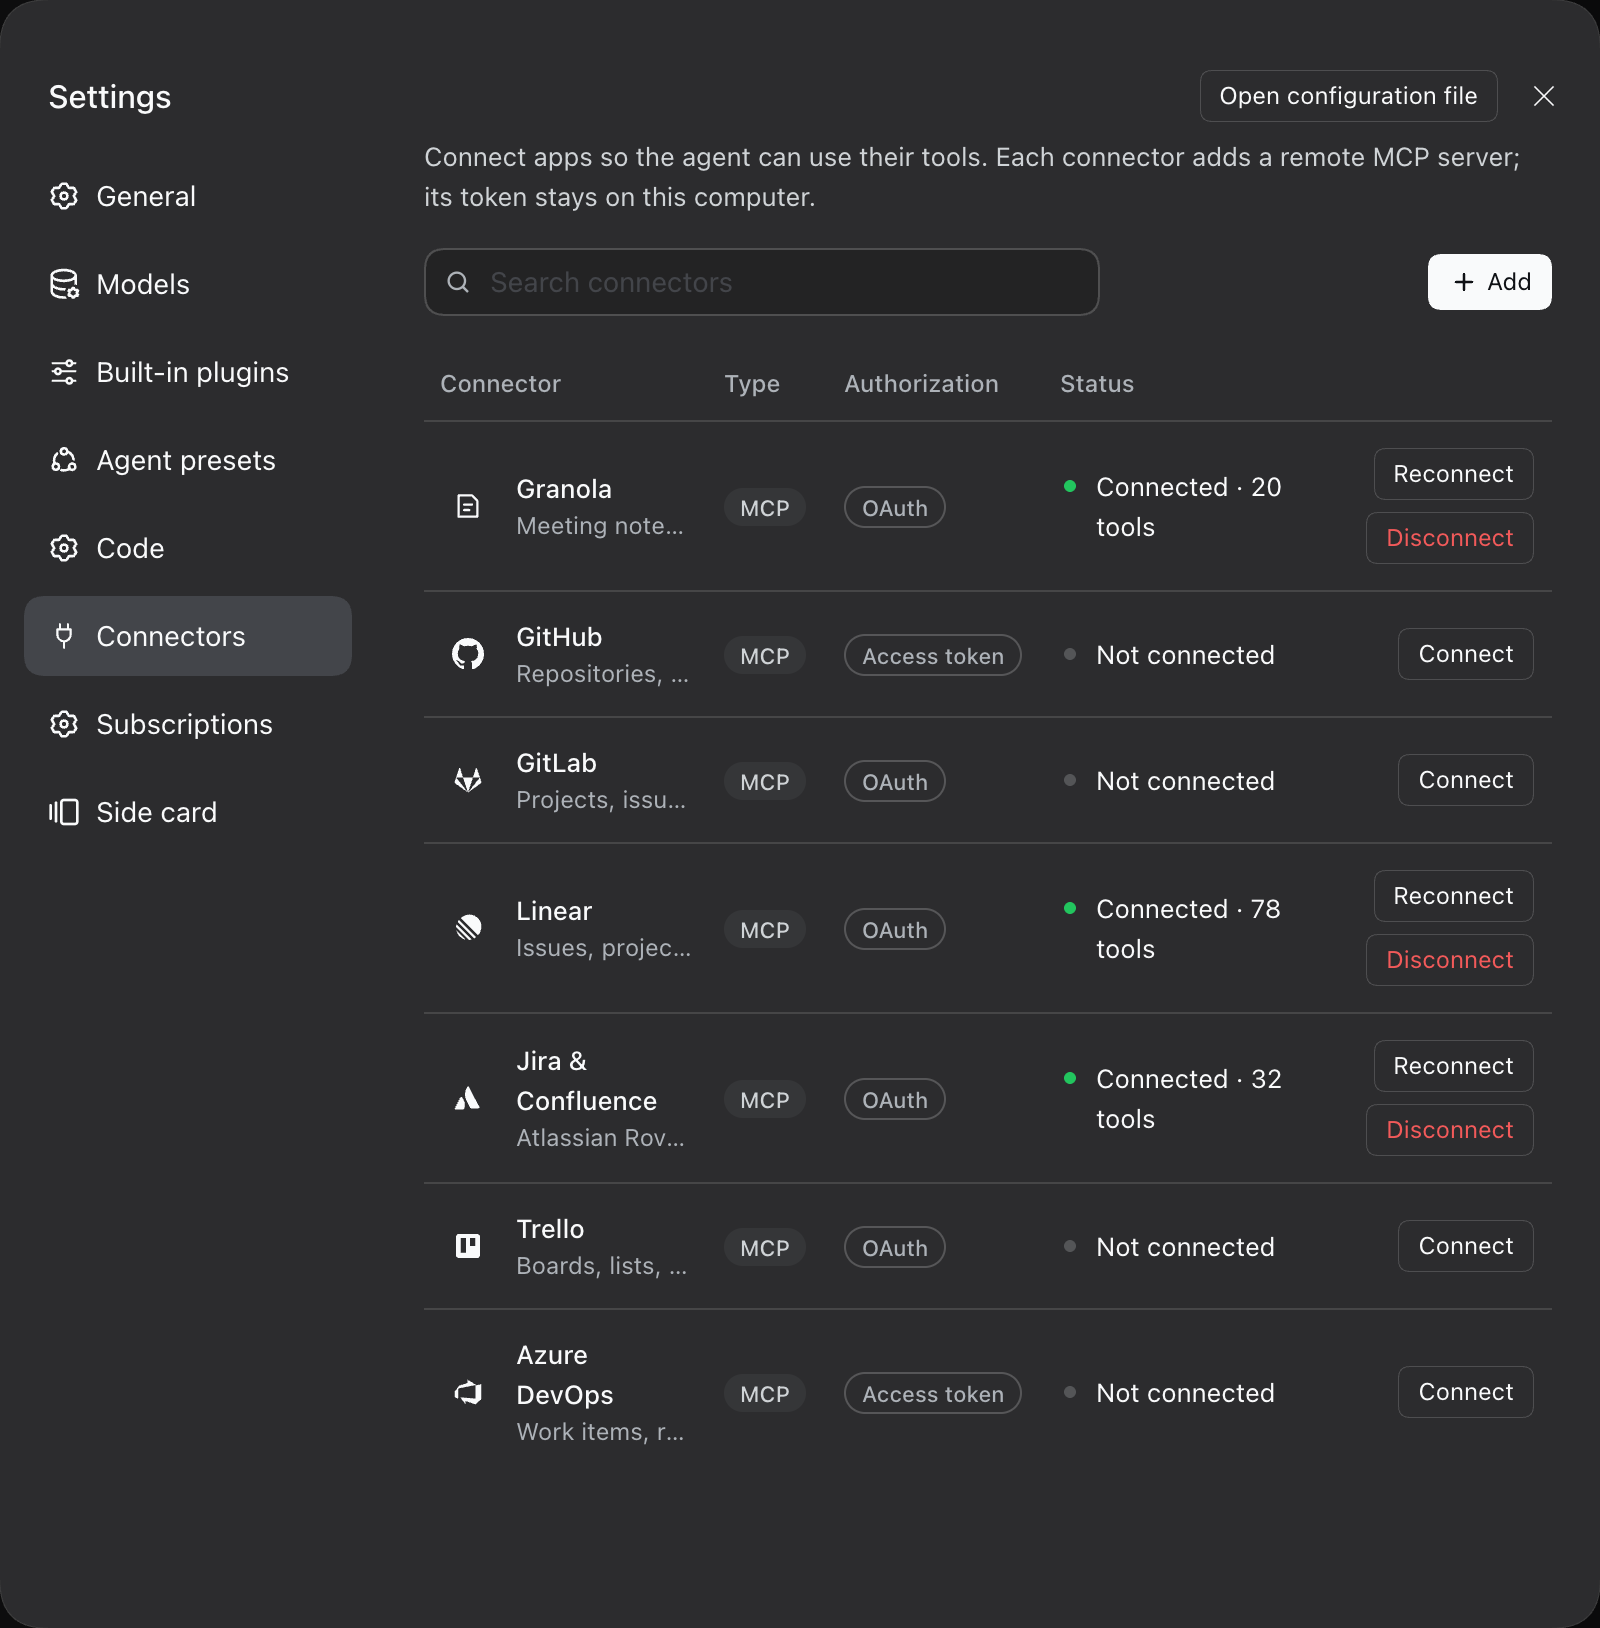 Settings
Open configuration file
General
Models
Built-in plugins
Agent presets
Code
Connectors
Subscriptions
Side card
Connect apps so the agent can use their tools. Each connector adds a remote MCP server;
its token stays on this computer.
Search connectors
Add
Connector Type Authorization Status
Granola
Meeting note...
MCP
OAuth
Connected · 20
tools
Reconnect
Disconnect
GitHub
Repositories, ...
MCP
Access token
Not connected
Connect
GitLab
Projects, issu...
MCP
OAuth
Not connected
Connect
Linear
Issues, projec...
MCP
OAuth
Connected · 78
tools
Reconnect
Disconnect
Jira &
Confluence
Atlassian Rov...
MCP
OAuth
Connected · 32
tools
Reconnect
Disconnect
Trello
Boards, lists, ...
MCP
OAuth
Not connected
Connect
Azure
DevOps
Work items, r...
MCP
Access token
Not connected
Connect